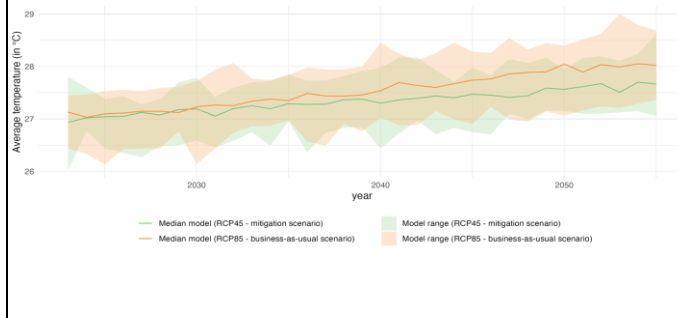 29
28
27
26
Average temperature (in °C)
2030
2040
2050
year
Median model (RCP45 - mitigation scenario)
Model range (RCP45 - mitigation scenario)
Median model (RCP85 - business-as-usual scenario)
Model range (RCP85 - business-as-usual scenario)